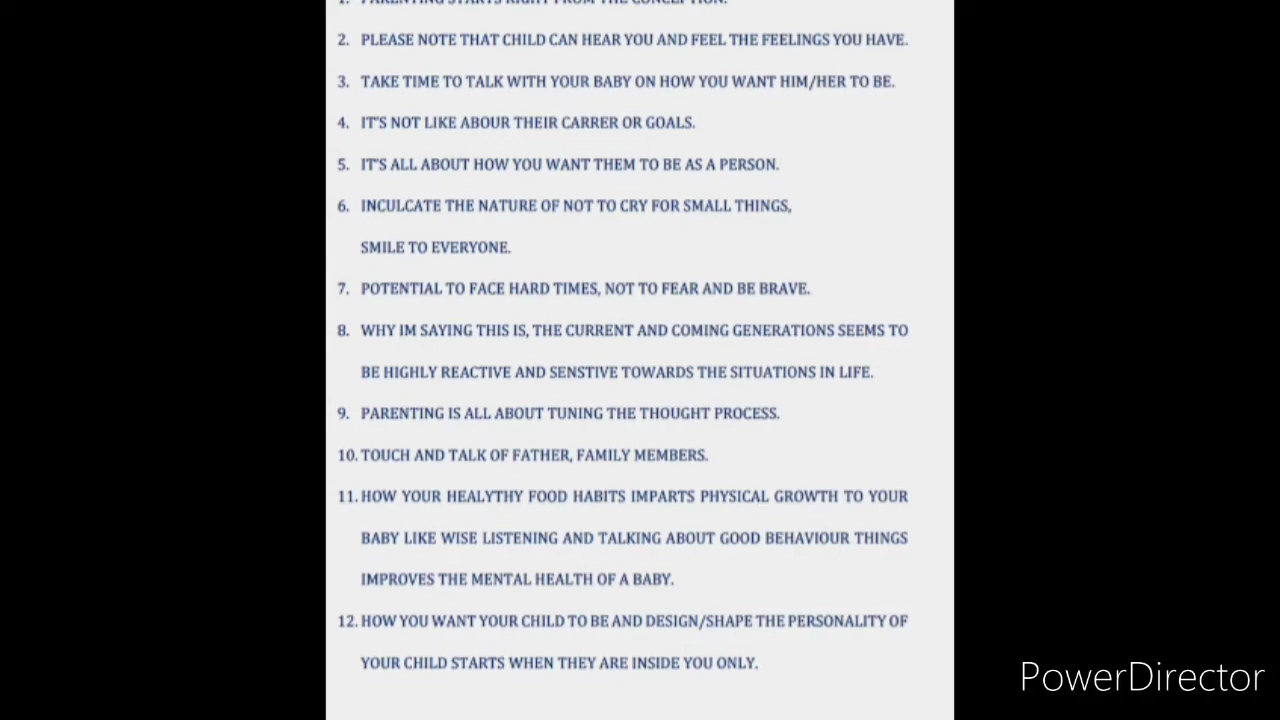 1. PARENTING STARTS RIGHT FROM THE CONCEPTION.
2. PLEASE NOTE THAT CHILD CAN HEAR YOU AND FEEL THE FEELINGS YOU HAVE.
3. TAKE TIME TO TALK WITH YOUR BABY ON HOW YOU WANT HIM/HER TO BE.
4. IT'S NOT LIKE ABOUR THEIR CARRER OR GOALS.
5. IT'S ALL ABOUT HOW YOU WANT THEM TO BE AS A PERSON.
6. INCULCATE THE NATURE OF NOT TO CRY FOR SMALL THINGS,
SMILE TO EVERYONE.
7. POTENTIAL TO FACE HARD TIMES, NOT TO FEAR AND BE BRAVE.
8. WHY IM SAYING THIS IS, THE CURRENT AND COMING GENERATIONS SEEMS TO
BE HIGHLY REACTIVE AND SENSTIVE TOWARDS THE SITUATIONS IN LIFE.
9. PARENTING IS ALL ABOUT TUNING THE THOUGHT PROCESS.
10. TOUCH AND TALK OF FATHER, FAMILY MEMBERS.
11. HOW YOUR HEALYTHY FOOD HABITS IMPARTS PHYSICAL GROWTH TO YOUR
BABY LIKE WISE LISTENING AND TALKING ABOUT GOOD BEHAVIOUR THINGS
IMPROVES THE MENTAL HEALTH OF A BABY.
12. HOW YOU WANT YOUR CHILD TO BE AND DESIGN/SHAPE THE PERSONALITY OF
YOUR CHILD STARTS WHEN THEY ARE INSIDE YOU ONLY.
PowerDirector